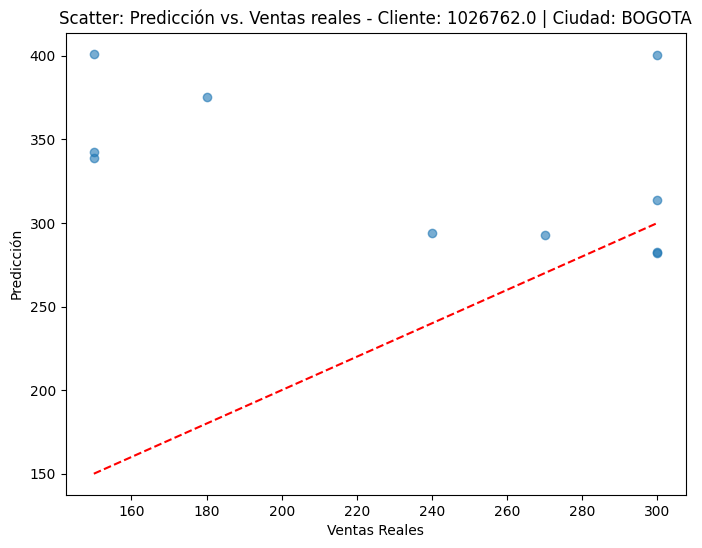 Scatter: Predicción vs. Ventas reales - Cliente: 1026762.0 | Ciudad: BOGOTA
400
350
300
250
200
150
Predicción
160 180 200 220 240 260 280 300
Ventas Reales